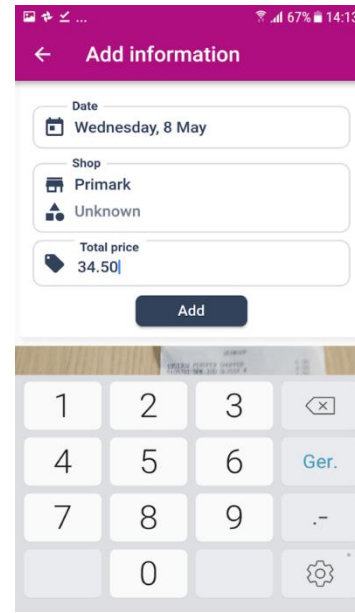 ... 67% 14:13
Add information
Date
Wednesday, 8 May
Shop
Primark
Unknown
Total price
34.50
Add
1 2 3
4 5 6 Ger.
7 8 9 .-
0